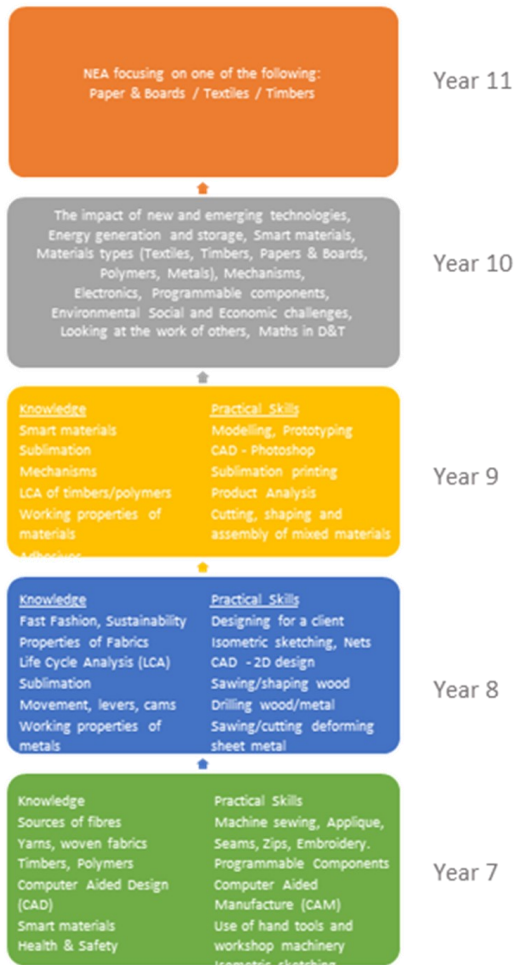 NEA focusing on one of the following:
Paper & Boards / Textiles / Timbers
Year 11
The impact of new and emerging technologies,
Energy generation and storage, Smart materials,
Materials types (Textiles, Timbers, Papers & Boards,
Polymers, Metals), Mechanisms,
Electronics, Programmable components,
Environmental Social and Economic challenges,
Looking at the work of others, Maths in D&T
Year 10
Knowledge
Smart materials
Sublimation
Mechanisms
LCA of timbers/polymers
Working properties of
materials
Adhesives
Practical Skills
Modelling, Prototyping
CAD - Photoshop
Sublimation printing
Product Analysis
Cutting, shaping and
assembly of mixed materials
Year 9
Knowledge
Fast Fashion, Sustainability
Properties of Fabrics
Life Cycle Analysis (LCA)
Sublimation
Movement, levers, cams
Working properties of
metals
Practical Skills
Designing for a client
Isometric sketching, Nets
CAD - 2D design
Sawing/shaping wood
Drilling wood/metal
Sawing/cutting deforming
sheet metal
Year 8
Knowledge
Sources of fibres
Yarns, woven fabrics
Timbers, Polymers
Computer Aided Design
(CAD)
Smart materials
Health & Safety
Practical Skills
Machine sewing, Applique,
Seams, Zips, Embroidery.
Programmable Components
Computer Aided
Manufacture (CAM)
Use of hand tools and
workshop machinery
Isometric sketching
Year 7